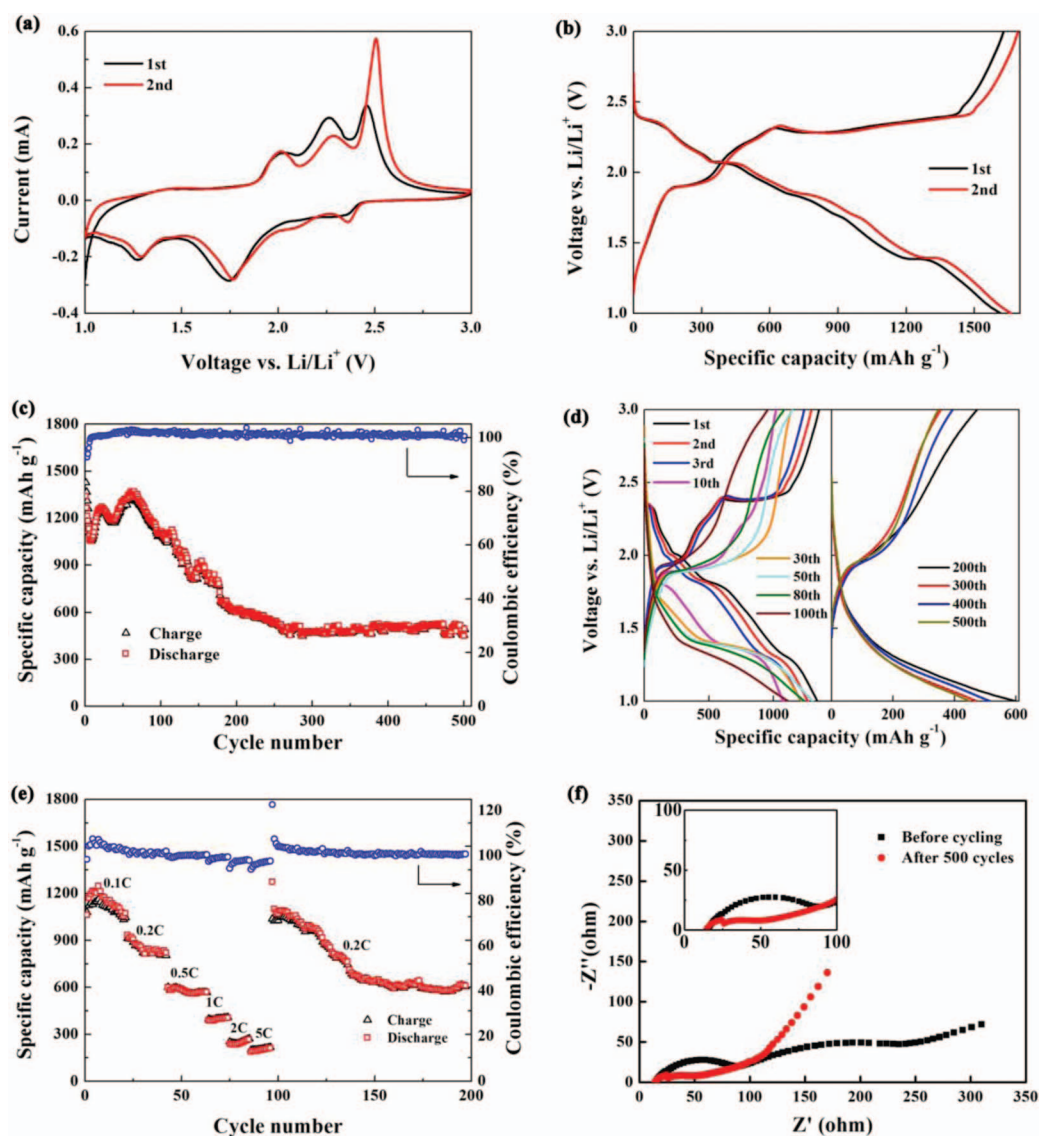 (a)
0.6
0.4
0.2
0.0
-0.2
-0.4
Current (mA)
1st
2nd
1.0 1.5 2.0 2.5 3.0
Voltage vs. Li/Li⁺ (V)
(b)
3.0
2.5
2.0
1.5
1.0
Voltage vs. Li/Li⁺ (V)
1st
2nd
0 300 600 900 1200 1500
Specific capacity (mAh g⁻¹)
(c)
1800
1500
1200
900
600
300
0
Specific capacity (mAh g⁻¹)
100
80
60
40
20
0
Coulombic efficiency (%)
Charge
Discharge
0 100 200 300 400 500
Cycle number
(d)
3.0
2.5
2.0
1.5
1.0
Voltage vs. Li/Li⁺ (V)
1st
2nd
3rd
10th
30th
50th
80th
100th
200th
300th
400th
500th
0 500 1000 0 200 400 600
Specific capacity (mAh g⁻¹)
(e)
1800
1500
1200
900
600
300
0
Specific capacity (mAh g⁻¹)
120
100
80
60
40
20
0
Coulombic efficiency (%)
0.1C
0.2C
0.5C
1C
2C
5C
0.2C
Charge
Discharge
0 50 100 150 200
Cycle number
(f)
350
300
250
200
150
100
50
0
-Z''(ohm)
100
50
0
0 50 100
Before cycling
After 500 cycles
0 50 100 150 200 250 300 350
Z' (ohm)